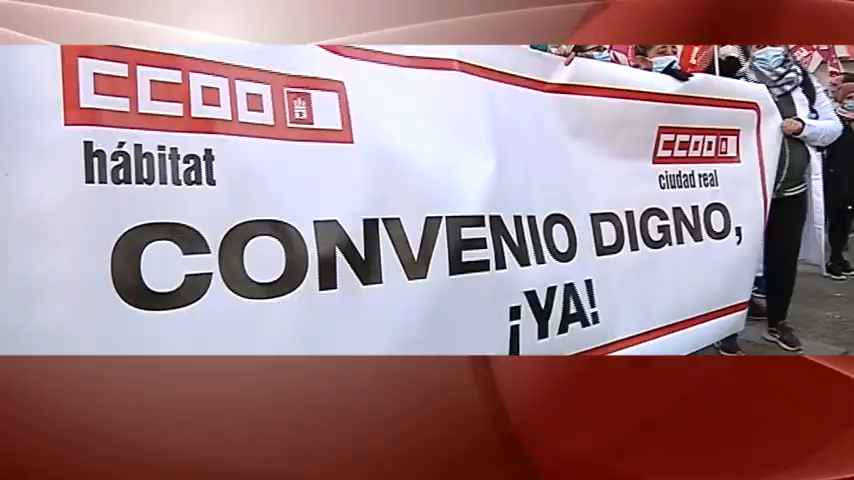 CCOO
hábitat
CCOO
ciudad real
CONVENIO DIGNO,
¡YA!